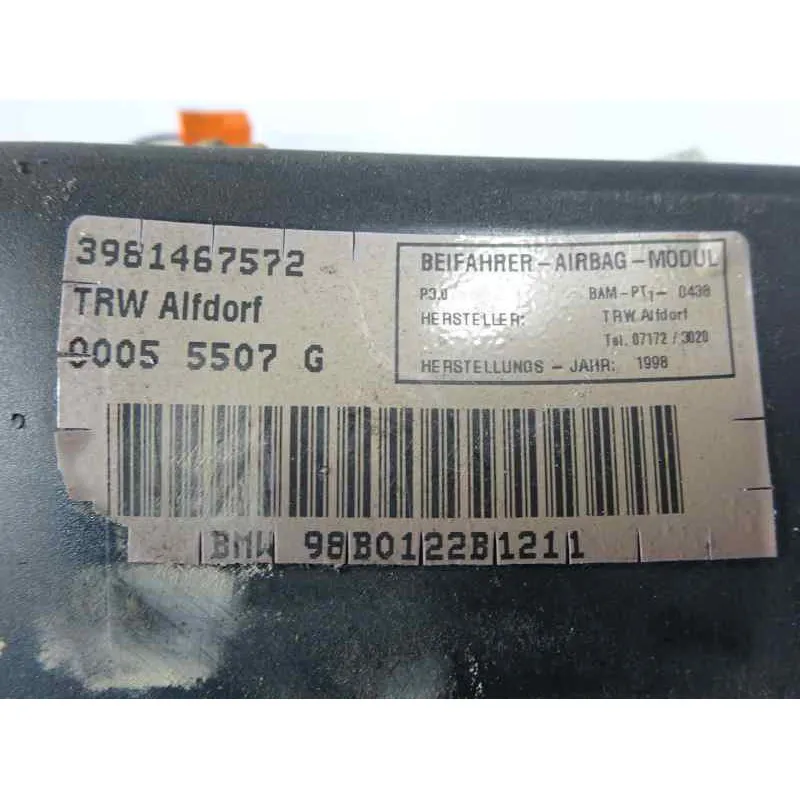 3981467572
TRW Alfdorf
0005 5507 G
BEIFAHRER-AIRBAG-MODUL
P3.0 BAM-PT1- 0438
HERSTELLER: TRW Alfdorf
Tel. 07172/3020
HERSTELLUNGS - JAHR: 1998
BMW 98B0122B1211